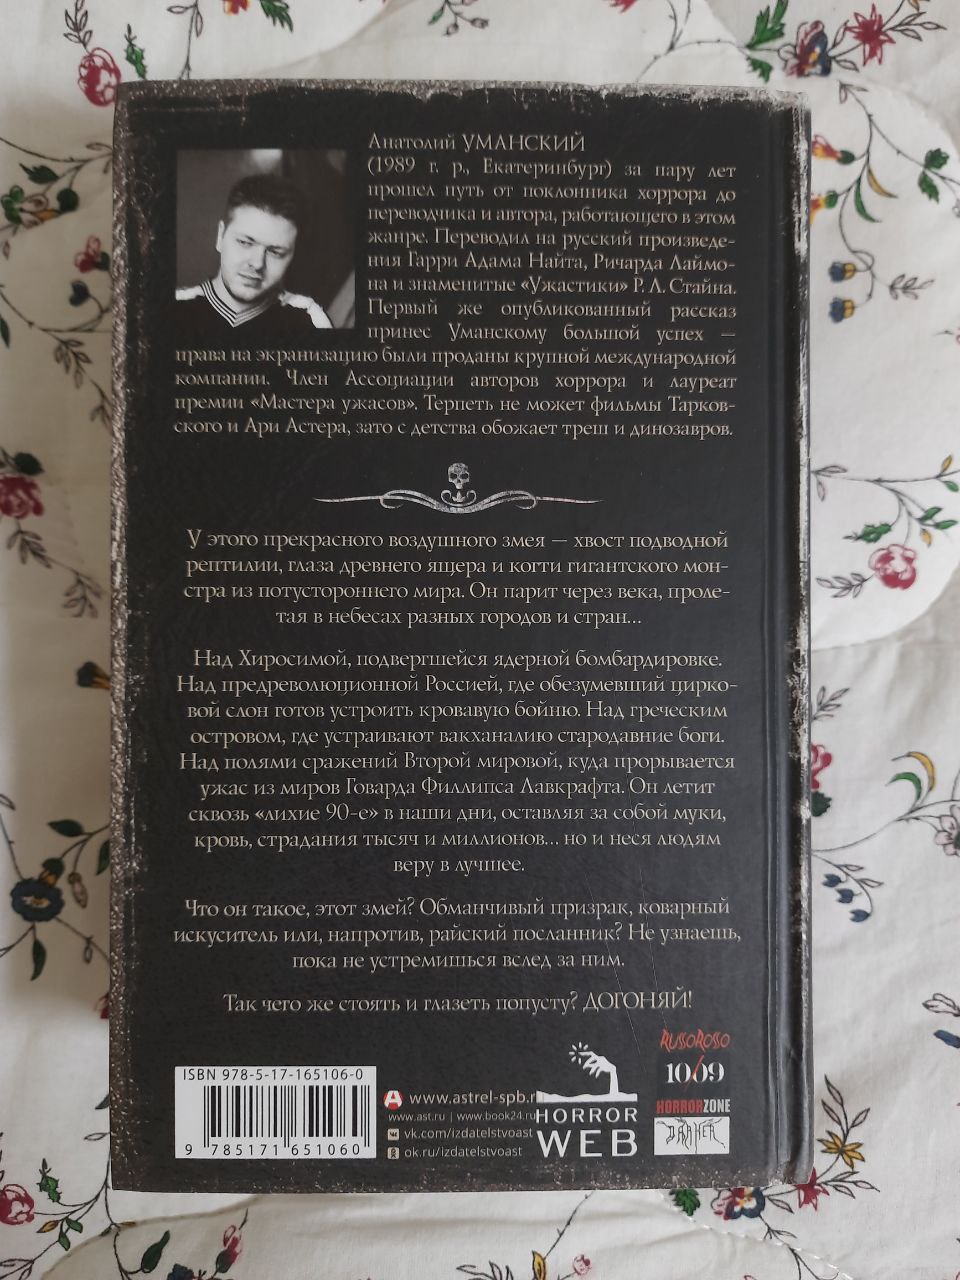 Анатолий УМАНСКИЙ
(1989 г. р., Екатеринбург) за пару лет
прошел путь от поклонника хоррора до
переводчика и автора, работающего в этом
жанре. Переводил на русский произведе-
ния Гарри Адама Найта, Ричарда Лаймо-
на и знаменитые «Ужастики» Р. Л. Стайна.
Первый же опубликованный рассказ
принес Уманскому большой успех —
права на экранизацию были проданы крупной международной
компании. Член Ассоциации авторов хоррора и лауреат
премии «Мастера ужасов». Терпеть не может фильмы Тарков-
ского и Ари Астера, зато с детства обожает треш и динозавров.
У этого прекрасного воздушного змея — хвост подводной
рептилии, глаза древнего ящера и когти гигантского мон-
стра из потустороннего мира. Он парит через века, проле-
тая в небесах разных городов и стран...
Над Хиросимой, подвергшейся ядерной бомбардировке.
Над предреволюционной Россией, где обезумевший цирко-
вой слон готов устроить кровавую бойню. Над греческим
островом, где устраивают вакханалию стародавние боги.
Над полями сражений Второй мировой, куда прорывается
ужас из миров Говарда Филлипса Лавкрафта. Он летит
сквозь «лихие 90-е» в наши дни, оставляя за собой муки,
кровь, страдания тысяч и миллионов... но и неся людям
веру в лучшее.
Что он такое, этот змей? Обманчивый призрак, коварный
искуситель или, напротив, райский посланник? Не узнаешь,
пока не устремишься вслед за ним.
Так чего же стоять и глазеть попусту? ДОГОНЯЙ!
ISBN 978-5-17-165106-0
9 785171 651060
www.astrel-spb.r
www.ast.ru | www.book24.ru
vk.com/izdatelstvoast
ok.ru/izdatelstvoast
HORROR
WEB
RUSSOROSSO
10/09
HORRORZONE
DARKER